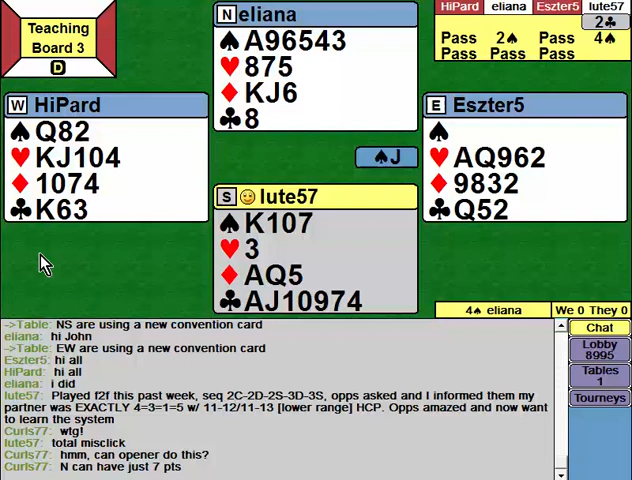 Teaching
Board 3
D
N eliana
♠ A96543
♥ 875
♦ KJ6
♣ 8
HiPard eliana Eszter5 lute57
2♣
Pass 2♠ Pass 4♠
Pass Pass Pass
W HiPard
♠ Q82
♥ KJ104
♦ 1074
♣ K63
♠J
E Eszter5
♠
♥ AQ962
♦ 9832
♣ Q52
S lute57
♠ K107
♥ 3
♦ AQ5
♣ AJ10974
4♠ eliana We 0 They 0
->Table: NS are using a new convention card
eliana: hi John
->Table: EW are using a new convention card
Eszter5: hi all
HiPard: hi all
eliana: i did
lute57: Played f2f this past week, seq 2C-2D-2S-3D-3S, opps asked and I informed them my
partner was EXACTLY 4=3=1=5 w/ 11-12/11-13 [lower range] HCP. Opps amazed and now want
to learn the system
Curls77: wtg!
lute57: total misclick
Curls77: hmm, can opener do this?
Curls77: N can have just 7 pts
Chat
Lobby
8995
Tables
1
Tourneys